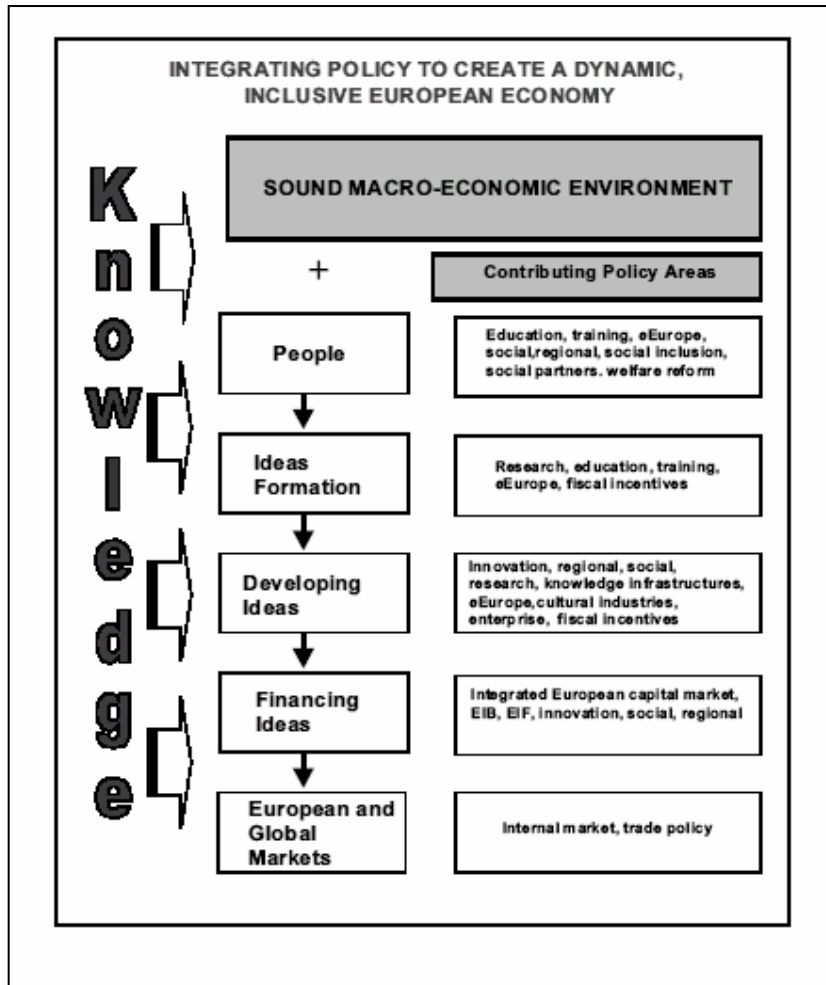 INTEGRATING POLICY TO CREATE A DYNAMIC,
INCLUSIVE EUROPEAN ECONOMY
Knowledge
SOUND MACRO-ECONOMIC ENVIRONMENT
+
Contributing Policy Areas
People
Education, training, eEurope,
social,regional, social inclusion,
social partners. welfare reform
Ideas
Formation
Research, education, training,
eEurope, fiscal incentives
Developing
Ideas
Innovation, regional, social,
research, knowledge infrastructures,
eEurope,cultural industries,
enterprise, fiscal incentives
Financing
Ideas
Integrated European capital market,
EIB, EIF, innovation, social, regional
European and
Global
Markets
Internal market, trade policy